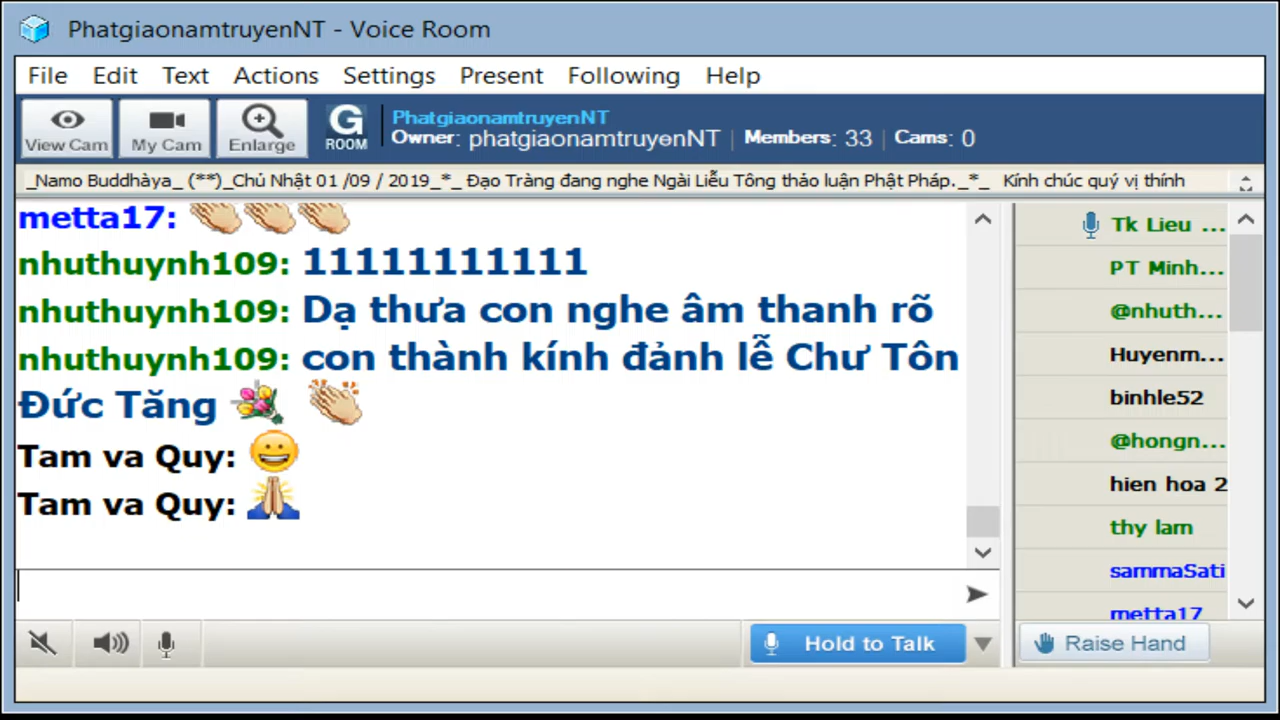 PhatgiaonamtruyenNT - Voice Room
File Edit Text Actions Settings Present Following Help
View Cam My Cam Enlarge G ROOM
PhatgiaonamtruyenNT
Owner: phatgiaonamtruyenNT | Members: 33 | Cams: 0
_Namo Buddhàya_ (**)_Chủ Nhật 01 /09 / 2019_*_ Đạo Tràng đang nghe Ngài Liễu Tông thảo luận Phật Pháp._*_ Kính chúc quý vị thính
metta17:
nhuthuynh109: 11111111111
nhuthuynh109: Dạ thưa con nghe âm thanh rõ
nhuthuynh109: con thành kính đảnh lễ Chư Tôn
Đức Tăng
Tam va Quy:
Tam va Quy:
Tk Lieu ...
PT Minh...
@nhuth...
Huyenm...
binhle52
@hongn...
hien hoa 2
thy lam
sammaSati
metta17
Hold to Talk
Raise Hand